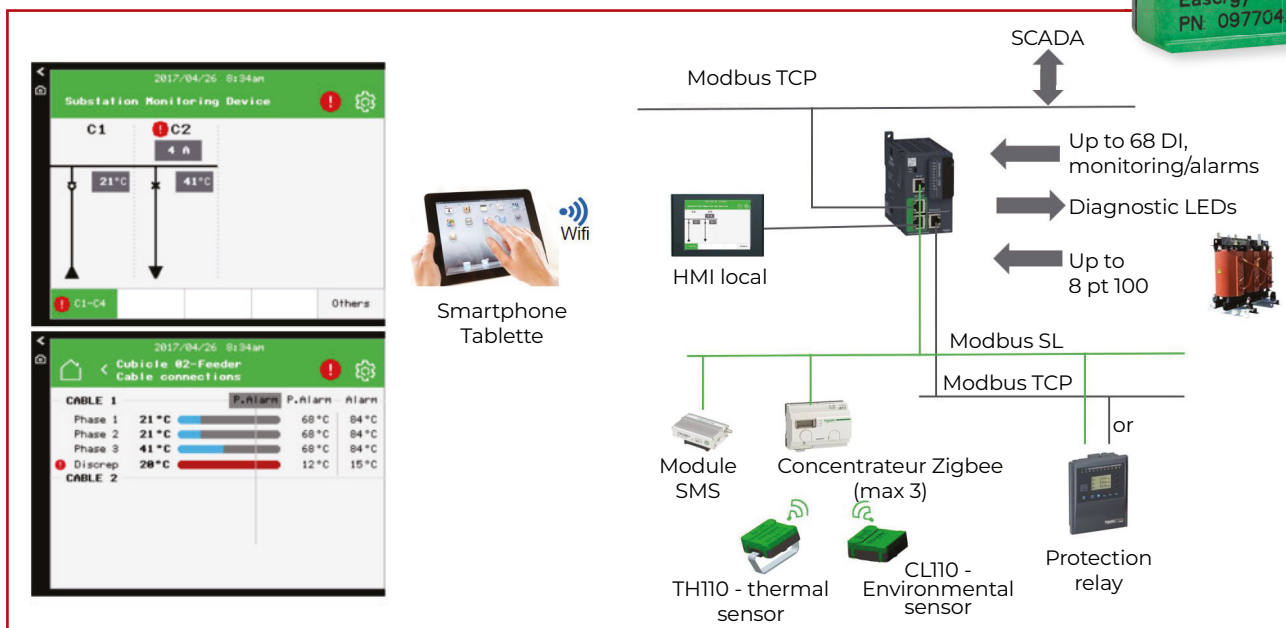 Easergy
PN: 097704
2017/04/26 8:34am
Substation Monitoring Device
C1
C2
4 A
21°C
41°C
C1-C4
Others
2017/04/26 8:34am
Cubicle 02-Feeder
Cable connections
CABLE 1
P.Alarm
P.Alarm
Alarm
Phase 1 21°C 68°C 84°C
Phase 2 21°C 68°C 84°C
Phase 3 41°C 68°C 84°C
Discrep 20°C 12°C 15°C
CABLE 2
Wifi
Smartphone
Tablette
SCADA
Modbus TCP
Up to 68 DI,
monitoring/alarms
Diagnostic LEDs
Up to
8 pt 100
HMI local
Modbus SL
Modbus TCP
or
Module
SMS
Concentrateur Zigbee
(max 3)
TH110 - thermal
sensor
CL110 -
Environmental
sensor
Protection
relay